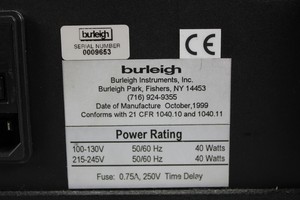 burleigh
SERIAL NUMBER
0009653
CE
burleigh
Burleigh Instruments, Inc.
Burleigh Park, Fishers, NY 14453
(716) 924-9355
Date of Manufacture October,1999
Conforms with 21 CFR 1040.10 and 1040.11
Power Rating
100-130V 50/60 Hz 40 Watts
215-245V 50/60 Hz 40 Watts
Fuse: 0.75A, 250V Time Delay